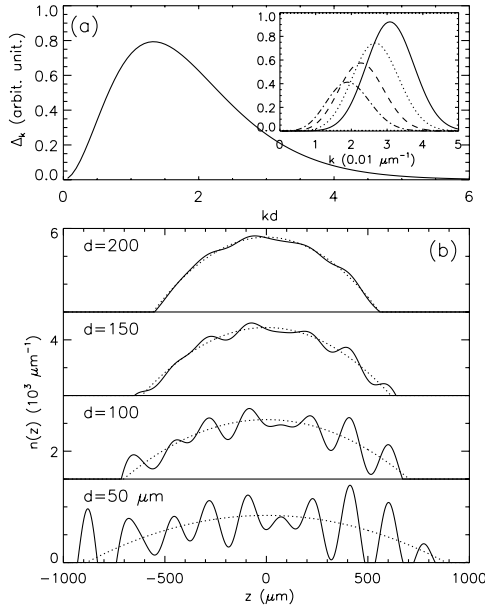 (a)
Δk (arbit. unit.)
1.0
0.8
0.6
0.4
0.2
0.0
0 2 4 6
kd
1.0
0.8
0.6
0.4
0.2
0.0
0 1 2 3 4 5
k (0.01 μm⁻¹)
(b)
n(z) (10³ μm⁻¹)
6
4
2
0
d=200
d=150
d=100
d=50 μm
−1000 −500 0 500 1000
z (μm)